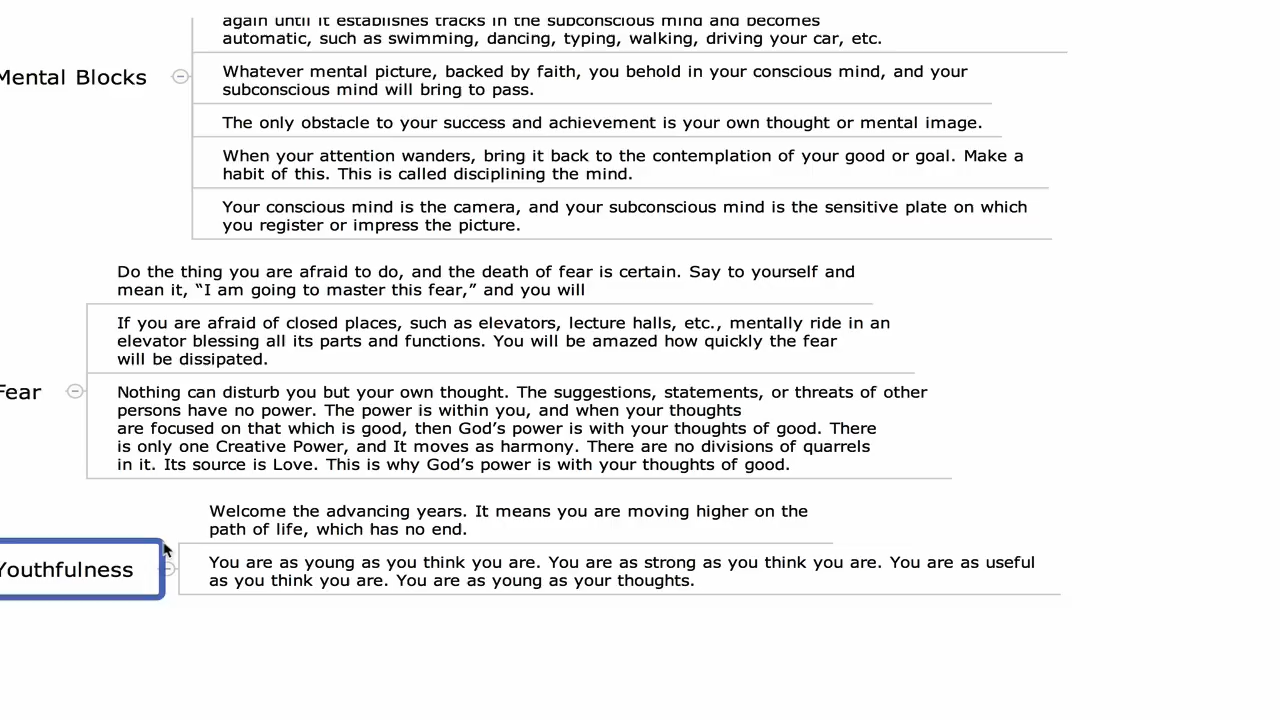 again until it establishes tracks in the subconscious mind and becomes
automatic, such as swimming, dancing, typing, walking, driving your car, etc.
Mental Blocks
Whatever mental picture, backed by faith, you behold in your conscious mind, and your
subconscious mind will bring to pass.
The only obstacle to your success and achievement is your own thought or mental image.
When your attention wanders, bring it back to the contemplation of your good or goal. Make a
habit of this. This is called disciplining the mind.
Your conscious mind is the camera, and your subconscious mind is the sensitive plate on which
you register or impress the picture.
Do the thing you are afraid to do, and the death of fear is certain. Say to yourself and
mean it, “I am going to master this fear,” and you will
If you are afraid of closed places, such as elevators, lecture halls, etc., mentally ride in an
elevator blessing all its parts and functions. You will be amazed how quickly the fear
will be dissipated.
Fear
Nothing can disturb you but your own thought. The suggestions, statements, or threats of other
persons have no power. The power is within you, and when your thoughts
are focused on that which is good, then God’s power is with your thoughts of good. There
is only one Creative Power, and It moves as harmony. There are no divisions of quarrels
in it. Its source is Love. This is why God’s power is with your thoughts of good.
Welcome the advancing years. It means you are moving higher on the
path of life, which has no end.
Youthfulness
You are as young as you think you are. You are as strong as you think you are. You are as useful
as you think you are. You are as young as your thoughts.